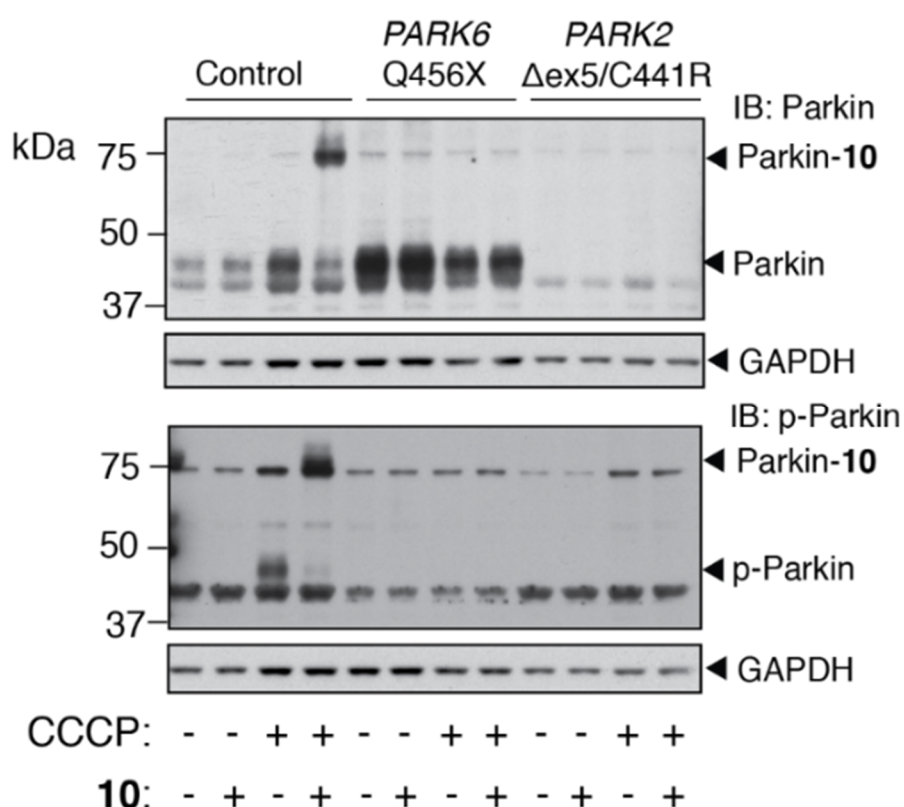 PARK6 PARK2
Control Q456X Δex5/C441R
IB: Parkin
kDa
75 Parkin-10
50
Parkin
37
GAPDH
IB: p-Parkin
75 Parkin-10
50
p-Parkin
37
GAPDH
CCCP: - - + + - - + + - - + +
10: - + - + - + - + - + - +